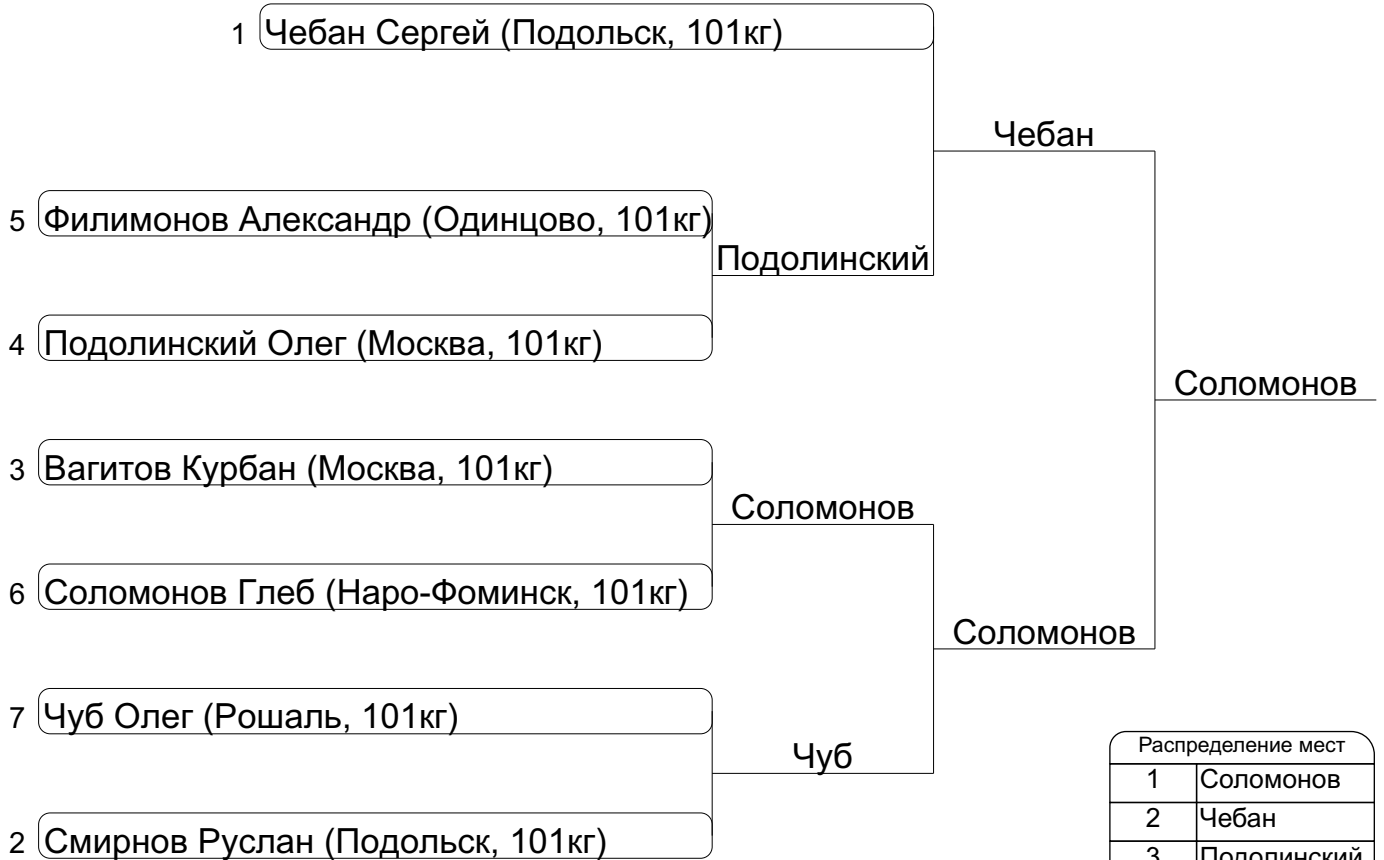 1 Чебан Сергей (Подольск, 101кг)
Чебан
5 Филимонов Александр (Одинцово, 101кг)
Подолинский
4 Подолинский Олег (Москва, 101кг)
Соломонов
3 Вагитов Курбан (Москва, 101кг)
Соломонов
6 Соломонов Глеб (Наро-Фоминск, 101кг)
Соломонов
7 Чуб Олег (Рошаль, 101кг)
Чуб
2 Смирнов Руслан (Подольск, 101кг)
Распределение мест
1 Соломонов
2 Чебан
3 Подолинский